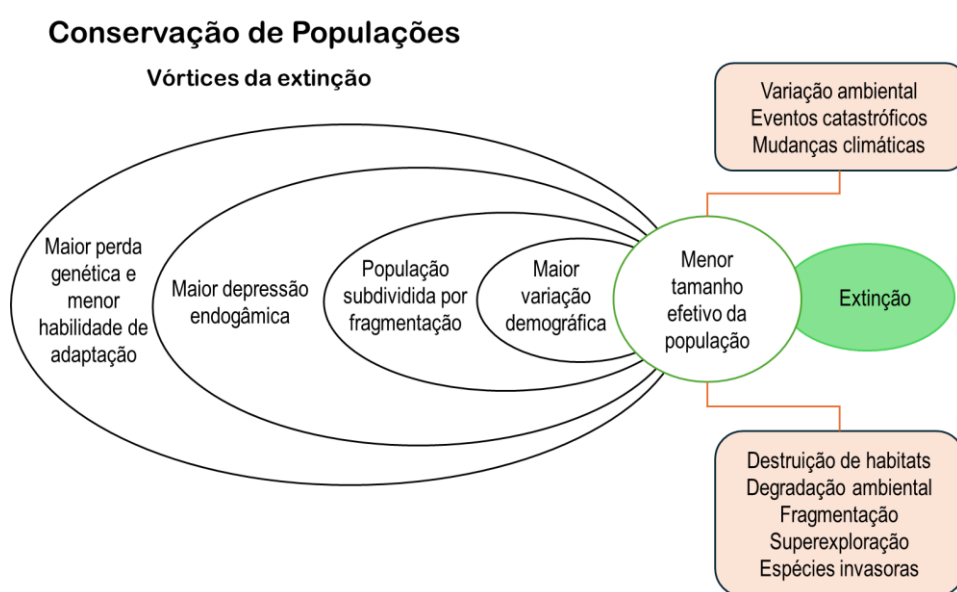 Conservação de Populações
Vórtices da extinção
Variação ambiental
Eventos catastróficos
Mudanças climáticas
Maior perda
genética e
menor
habilidade de
adaptação
Maior depressão
endogâmica
População
subdividida por
fragmentação
Maior
variação
demográfica
Menor
tamanho
efetivo da
população
Extinção
Destruição de habitats
Degradação ambiental
Fragmentação
Superexploração
Espécies invasoras